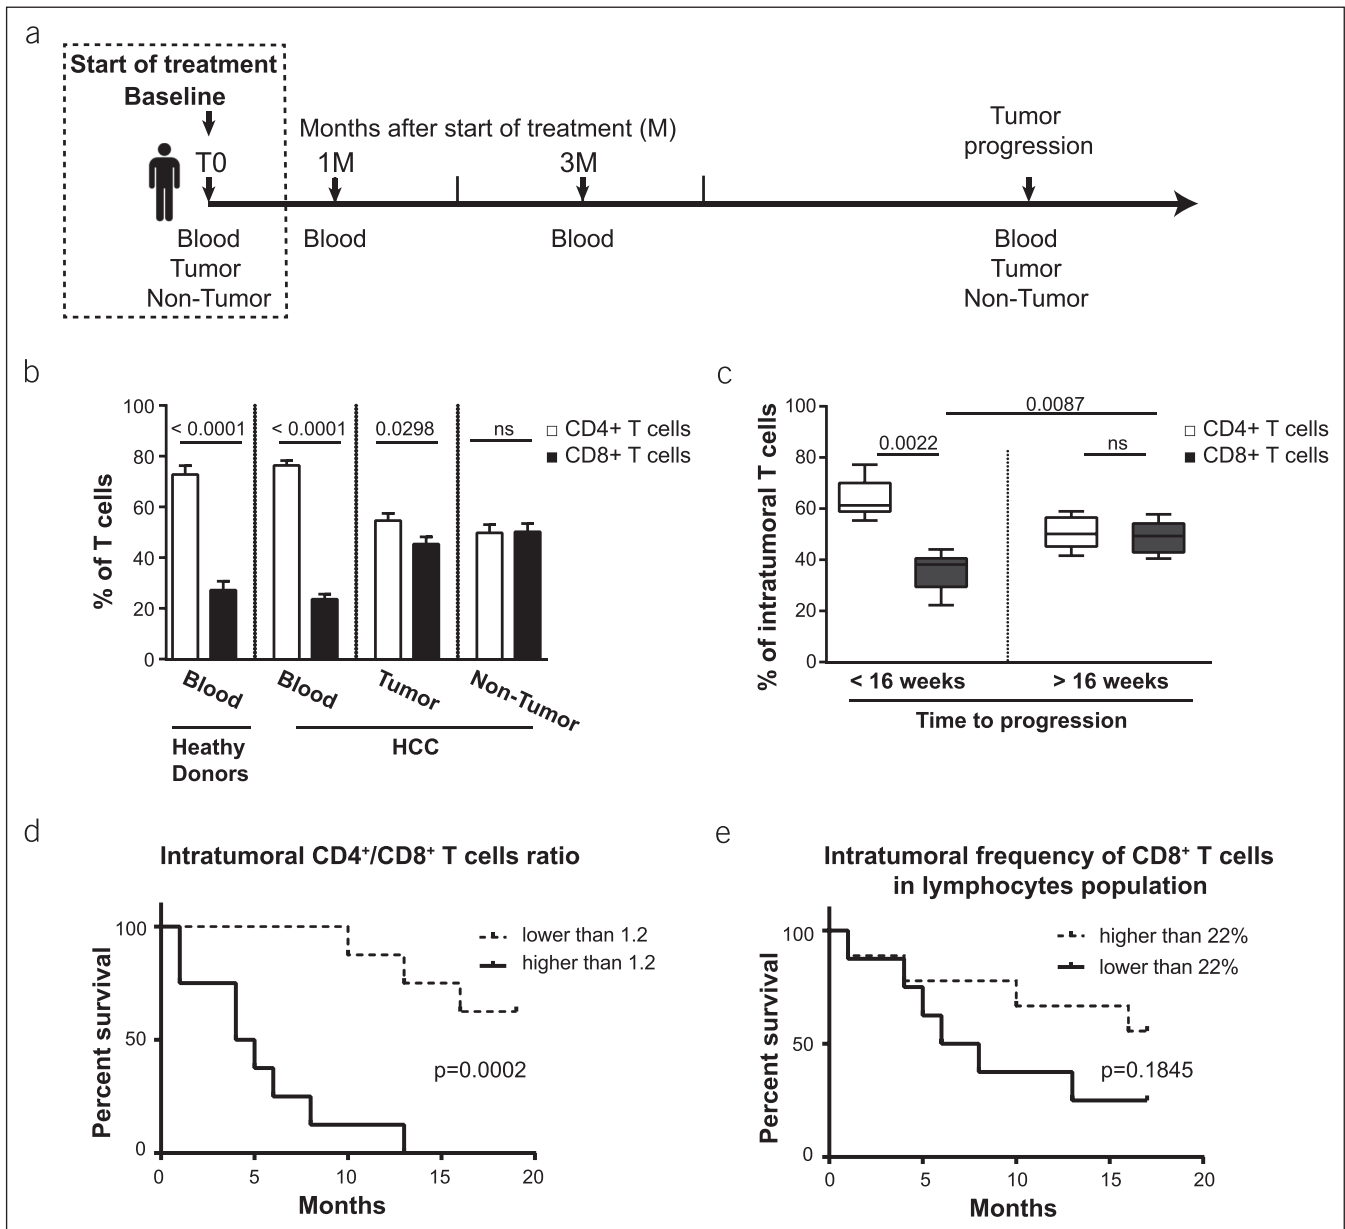 a
Start of treatment
Baseline
Months after start of treatment (M)
Tumor
progression
T0
1M
3M
Blood
Tumor
Non-Tumor
Blood
Blood
Blood
Tumor
Non-Tumor
b
% of T cells
100
80
60
40
20
0
< 0.0001
< 0.0001
0.0298
ns
CD4+ T cells
CD8+ T cells
Blood
Blood
Tumor
Non-Tumor
Heathy
Donors
HCC
c
% of intratumoral T cells
100
80
60
40
20
0
0.0087
0.0022
ns
CD4+ T cells
CD8+ T cells
< 16 weeks
> 16 weeks
Time to progression
d
Intratumoral CD4⁺/CD8⁺ T cells ratio
Percent survival
100
50
0
lower than 1.2
higher than 1.2
p=0.0002
0 5 10 15 20
Months
e
Intratumoral frequency of CD8⁺ T cells
in lymphocytes population
Percent survival
100
50
0
higher than 22%
lower than 22%
p=0.1845
0 5 10 15 20
Months